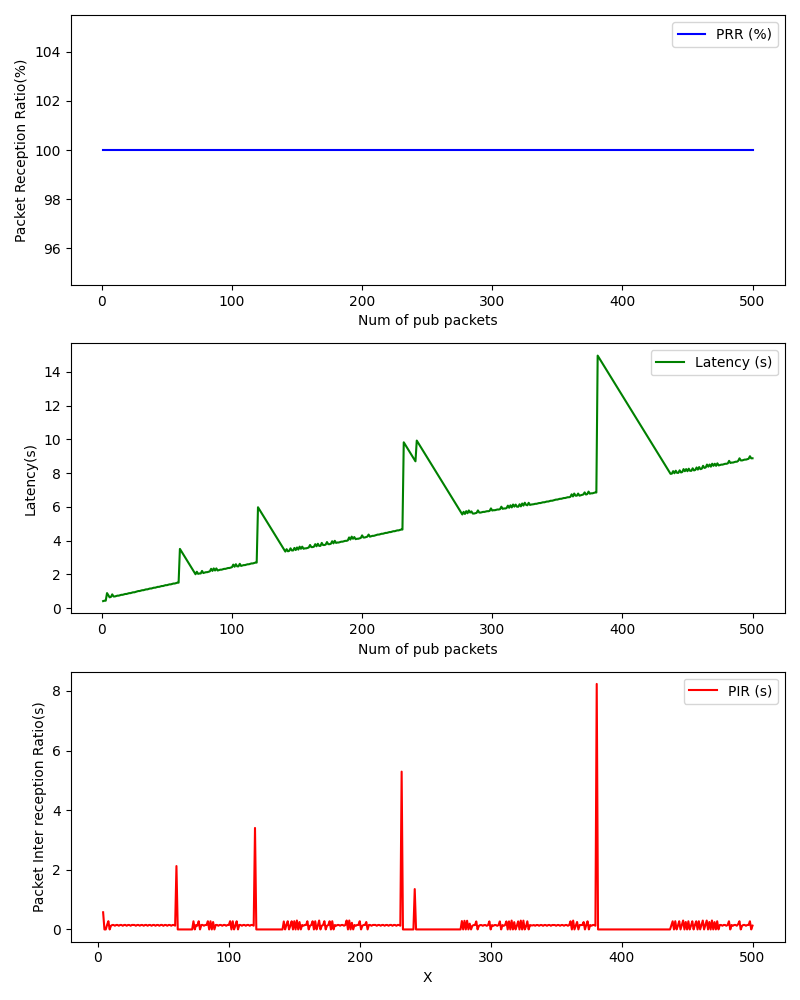 PRR (%)
Packet Reception Ratio(%)
104
102
100
98
96
0 100 200 300 400 500
Num of pub packets
Latency (s)
Latency(s)
14
12
10
8
6
4
2
0
0 100 200 300 400 500
Num of pub packets
PIR (s)
Packet Inter reception Ratio(s)
8
6
4
2
0
0 100 200 300 400 500
X